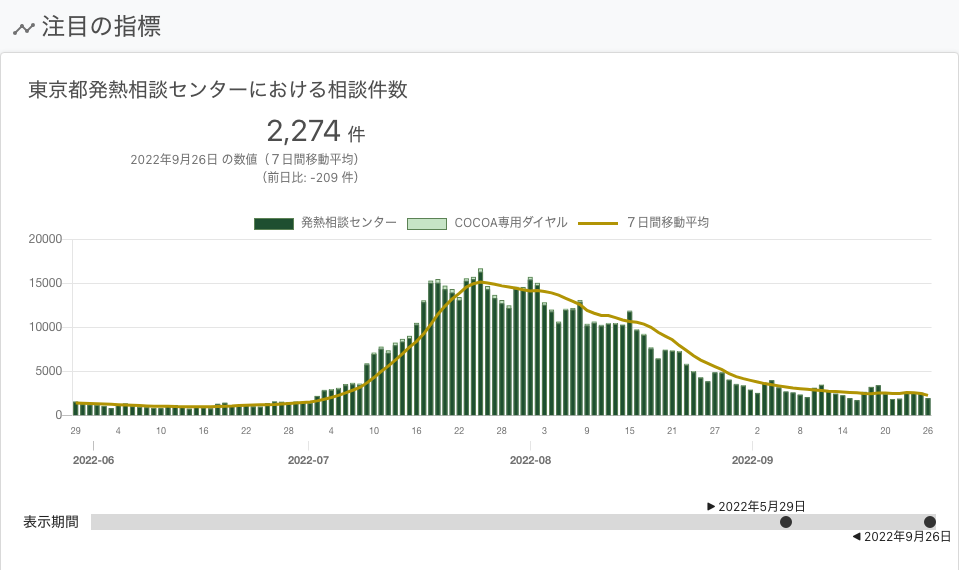 注目の指標
東京都発熱相談センターにおける相談件数
2,274 件
2022年9月26日 の数値（７日間移動平均）
（前日比: -209 件）
発熱相談センター COCOA専用ダイヤル ７日間移動平均
20000
15000
10000
5000
0
29 4 10 16 22 28 4 10 16 22 28 3 9 15 21 27 2 8 14 20 26
2022-06 2022-07 2022-08 2022-09
▶ 2022年5月29日
表示期間
◀ 2022年9月26日